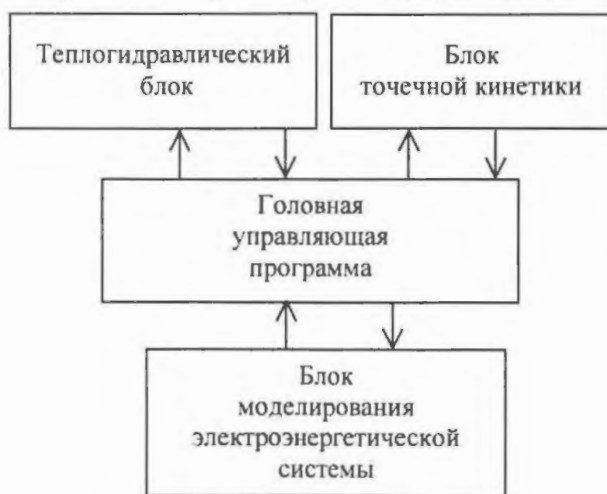 Теплогидравлический
блок
Блок
точечной кинетики
Головная
управляющая
программа
Блок
моделирования
электроэнергетической
системы